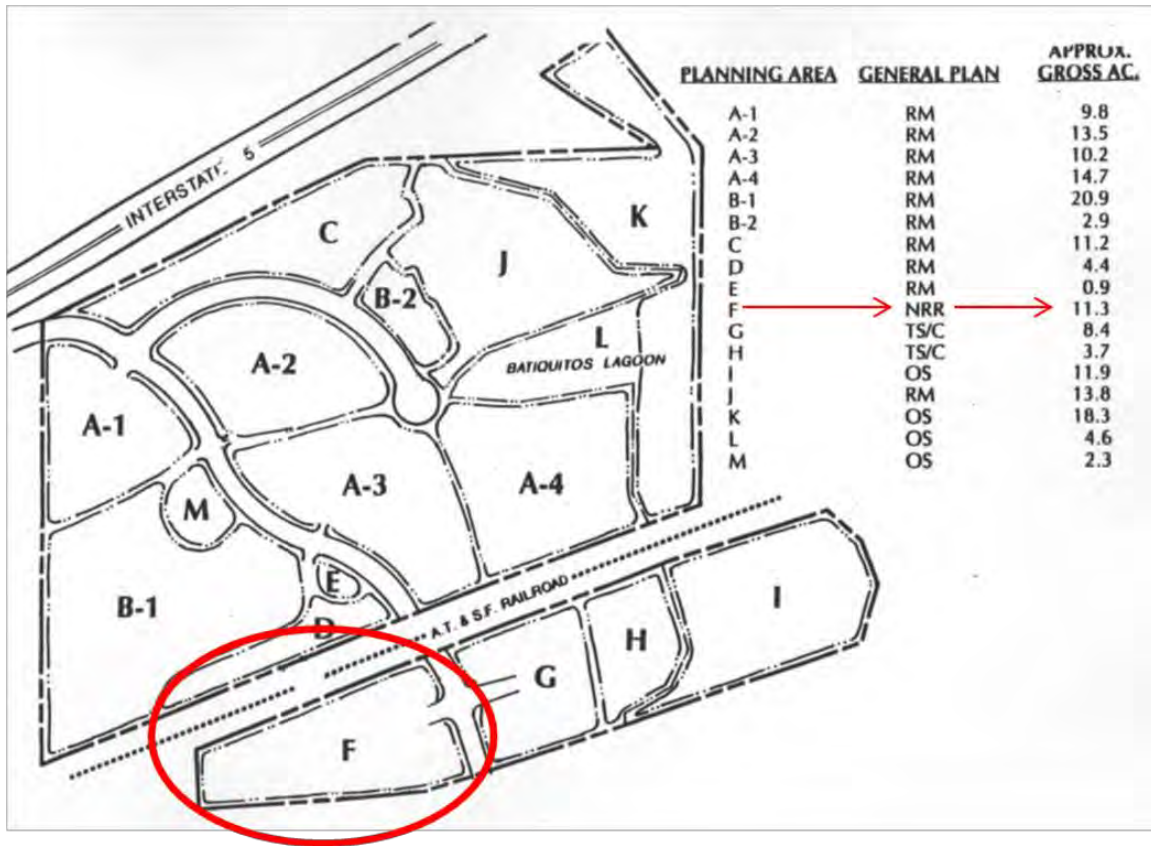 APPROX.
PLANNING AREA GENERAL PLAN GROSS AC.
A-1 RM 9.8
A-2 RM 13.5
A-3 RM 10.2
A-4 RM 14.7
B-1 RM 20.9
B-2 RM 2.9
C RM 11.2
D RM 4.4
E RM 0.9
F NRR 11.3
G TS/C 8.4
H TS/C 3.7
I OS 11.9
J RM 13.8
K OS 18.3
L OS 4.6
M OS 2.3
INTERSTATE 5
K
C
J
B-2
L
BATIQUITOS LAGOON
A-2
A-1
A-3
A-4
M
E
A.T. & S.F. RAILROAD
B-1
I
D
H
G
F